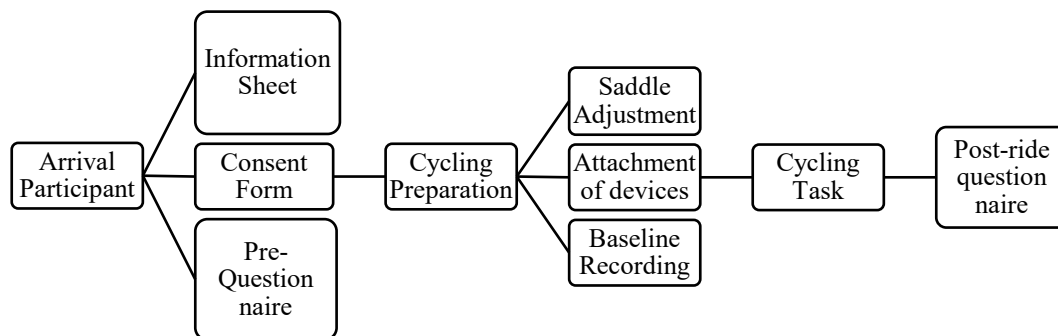 Arrival
Participant
Information
Sheet
Consent
Form
Pre-
Question
naire
Cycling
Preparation
Saddle
Adjustment
Attachment
of devices
Baseline
Recording
Cycling
Task
Post-ride
question
naire